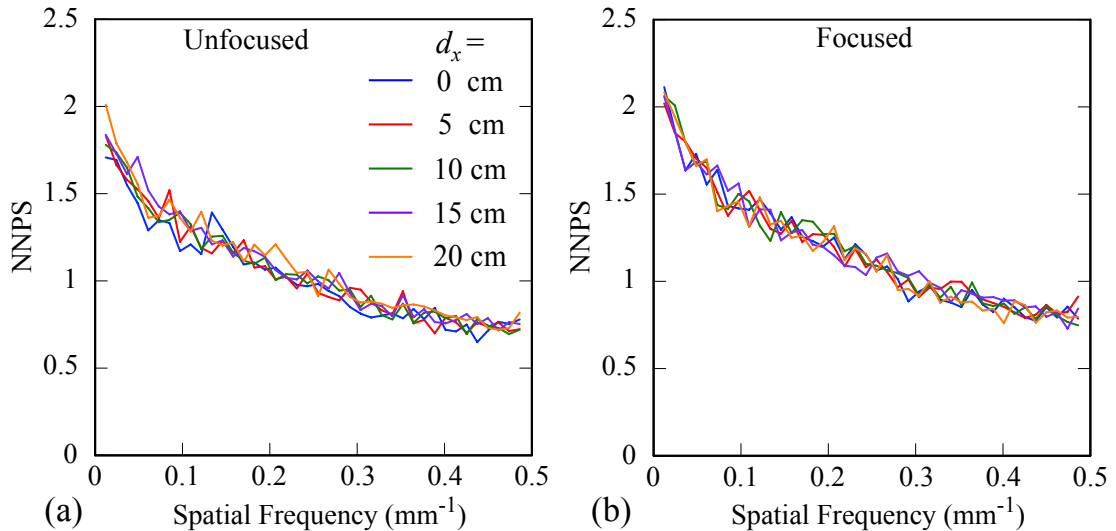 2.5
2
1.5
1
0.5
0
NNPS
Unfocused
dx =
0 cm
5 cm
10 cm
15 cm
20 cm
0 0.1 0.2 0.3 0.4 0.5
(a) Spatial Frequency (mm-1)
2.5
2
1.5
1
0.5
0
NNPS
Focused
0 0.1 0.2 0.3 0.4 0.5
(b) Spatial Frequency (mm-1)